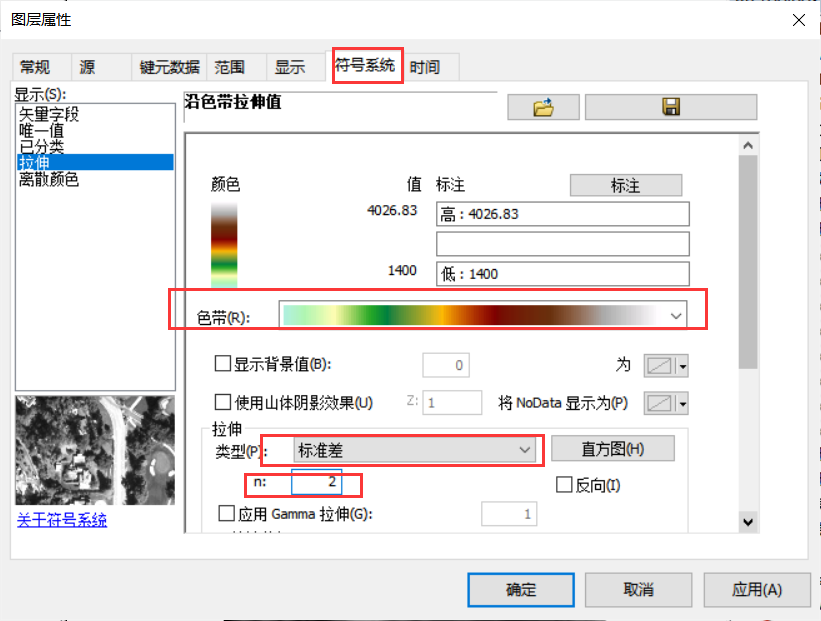 图层属性
常规 源 键元数据 范围 显示 符号系统 时间
显示(S):
矢量字段
唯一值
已分类
拉伸
离散颜色
关于符号系统
沿色带拉伸值
颜色 值 标注 标注
4026.83 高 : 4026.83
1400 低 : 1400
色带(R):
显示背景值(B): 0 为
使用山体阴影效果(U) Z: 1 将 NoData 显示为(P)
拉伸
类型(P): 标准差 直方图(H)
n: 2 反向(I)
应用 Gamma 拉伸(G): 1
确定 取消 应用(A)